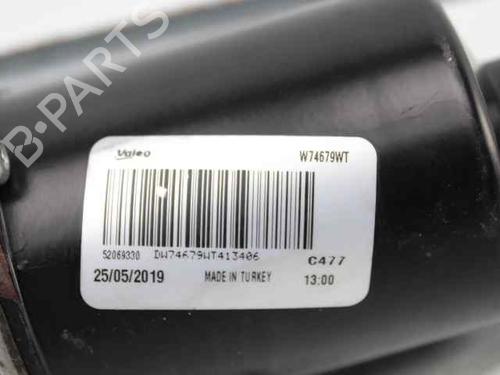 B-Parts
Valeo W74679WT
52069330 DW74679WT413406 C477
25/05/2019 MADE IN TURKEY 13:00